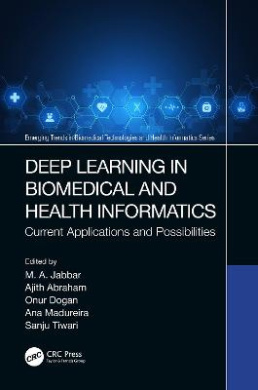 Emerging Trends in Biomedical Technologies and Health Informatics Series
DEEP LEARNING IN
BIOMEDICAL AND
HEALTH INFORMATICS
Current Applications and Possibilities
Edited by
M. A. Jabbar
Ajith Abraham
Onur Dogan
Ana Madureira
Sanju Tiwari
CRC
CRC Press
Taylor & Francis Group